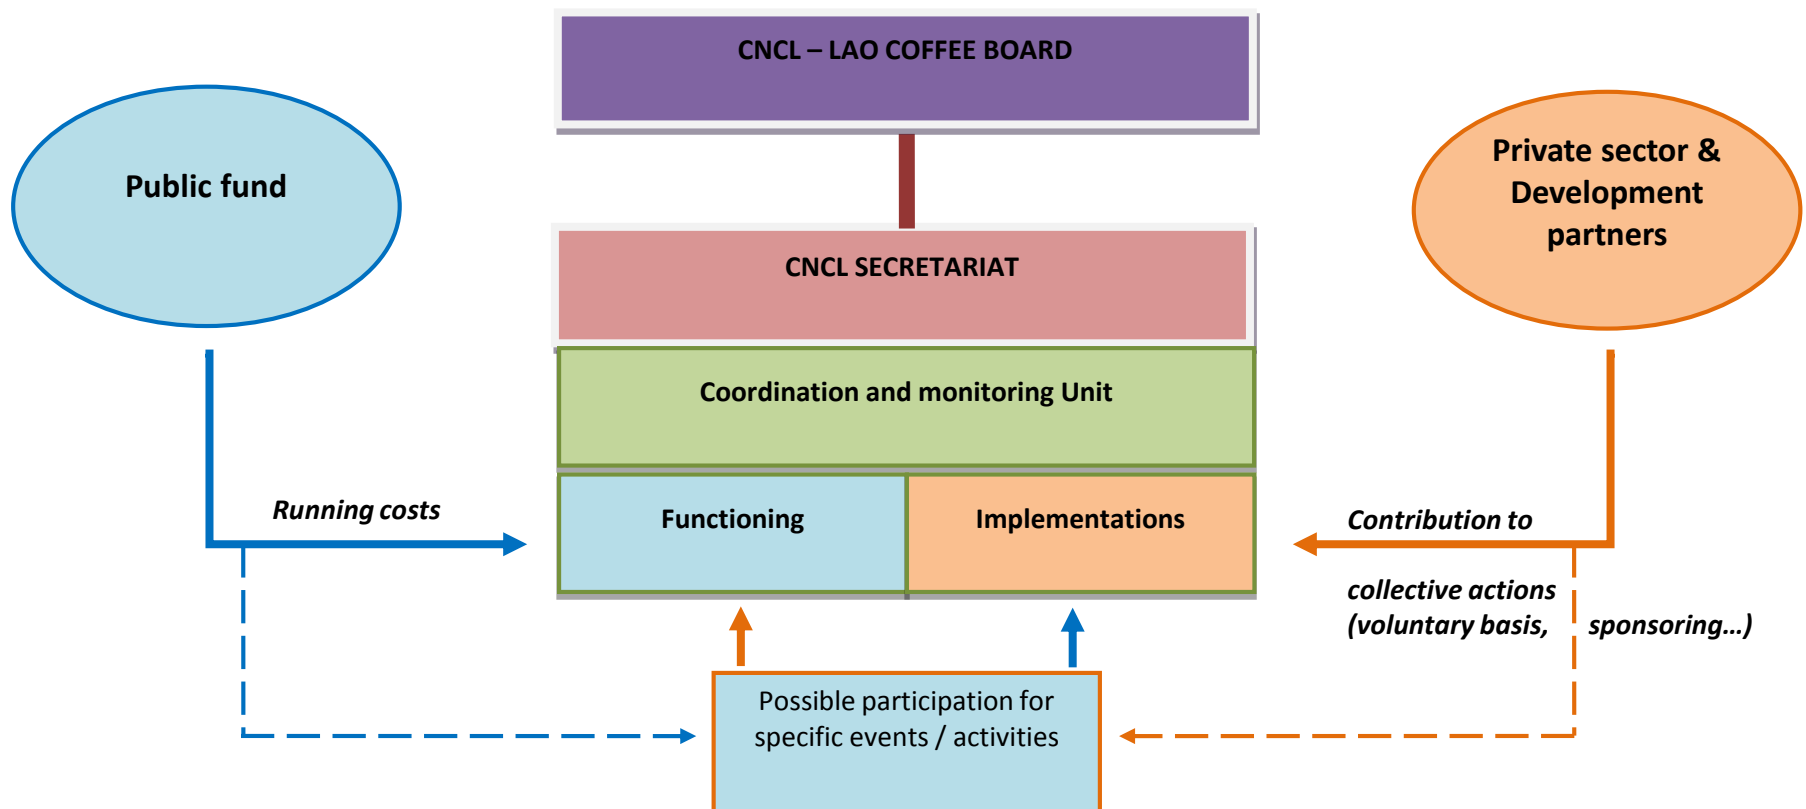 CNCL – LAO COFFEE BOARD
Public fund
Private sector &
Development
partners
CNCL SECRETARIAT
Coordination and monitoring Unit
Running costs
Functioning
Implementations
Contribution to
collective actions
(voluntary basis, sponsoring…)
Possible participation for
specific events / activities